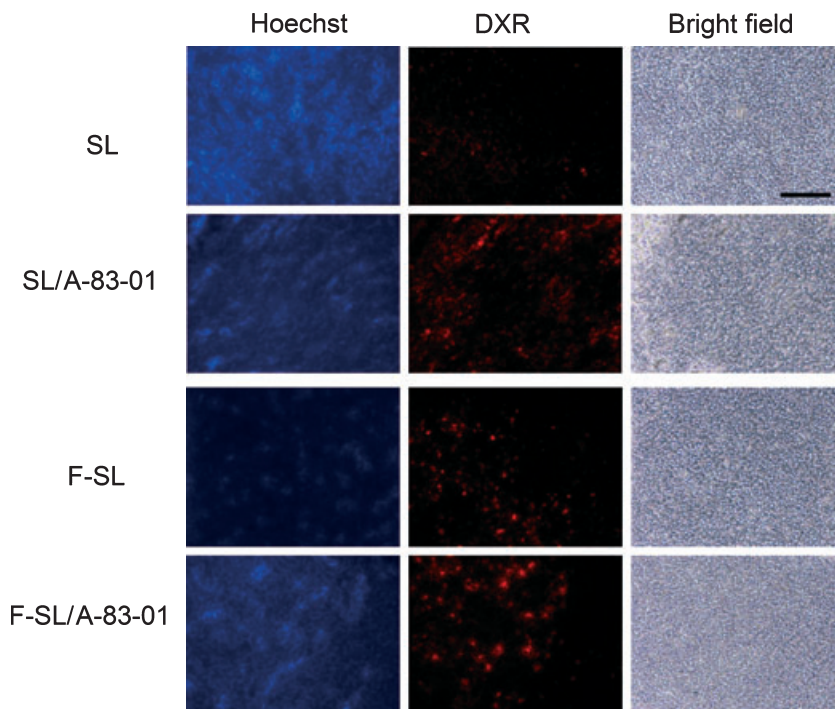 Hoechst DXR Bright field
SL
SL/A-83-01
F-SL
F-SL/A-83-01